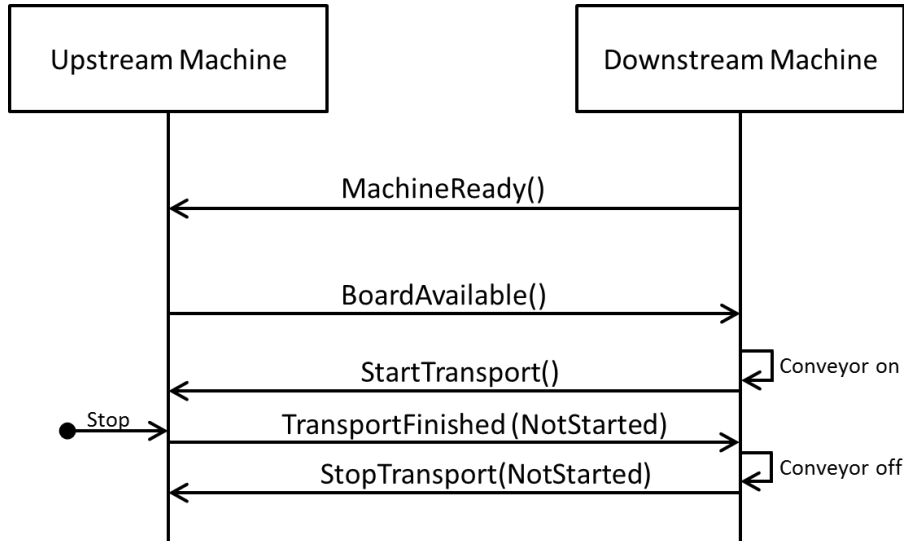 Upstream Machine
Downstream Machine
MachineReady()
BoardAvailable()
Conveyor on
StartTransport()
Stop
TransportFinished (NotStarted)
Conveyor off
StopTransport(NotStarted)